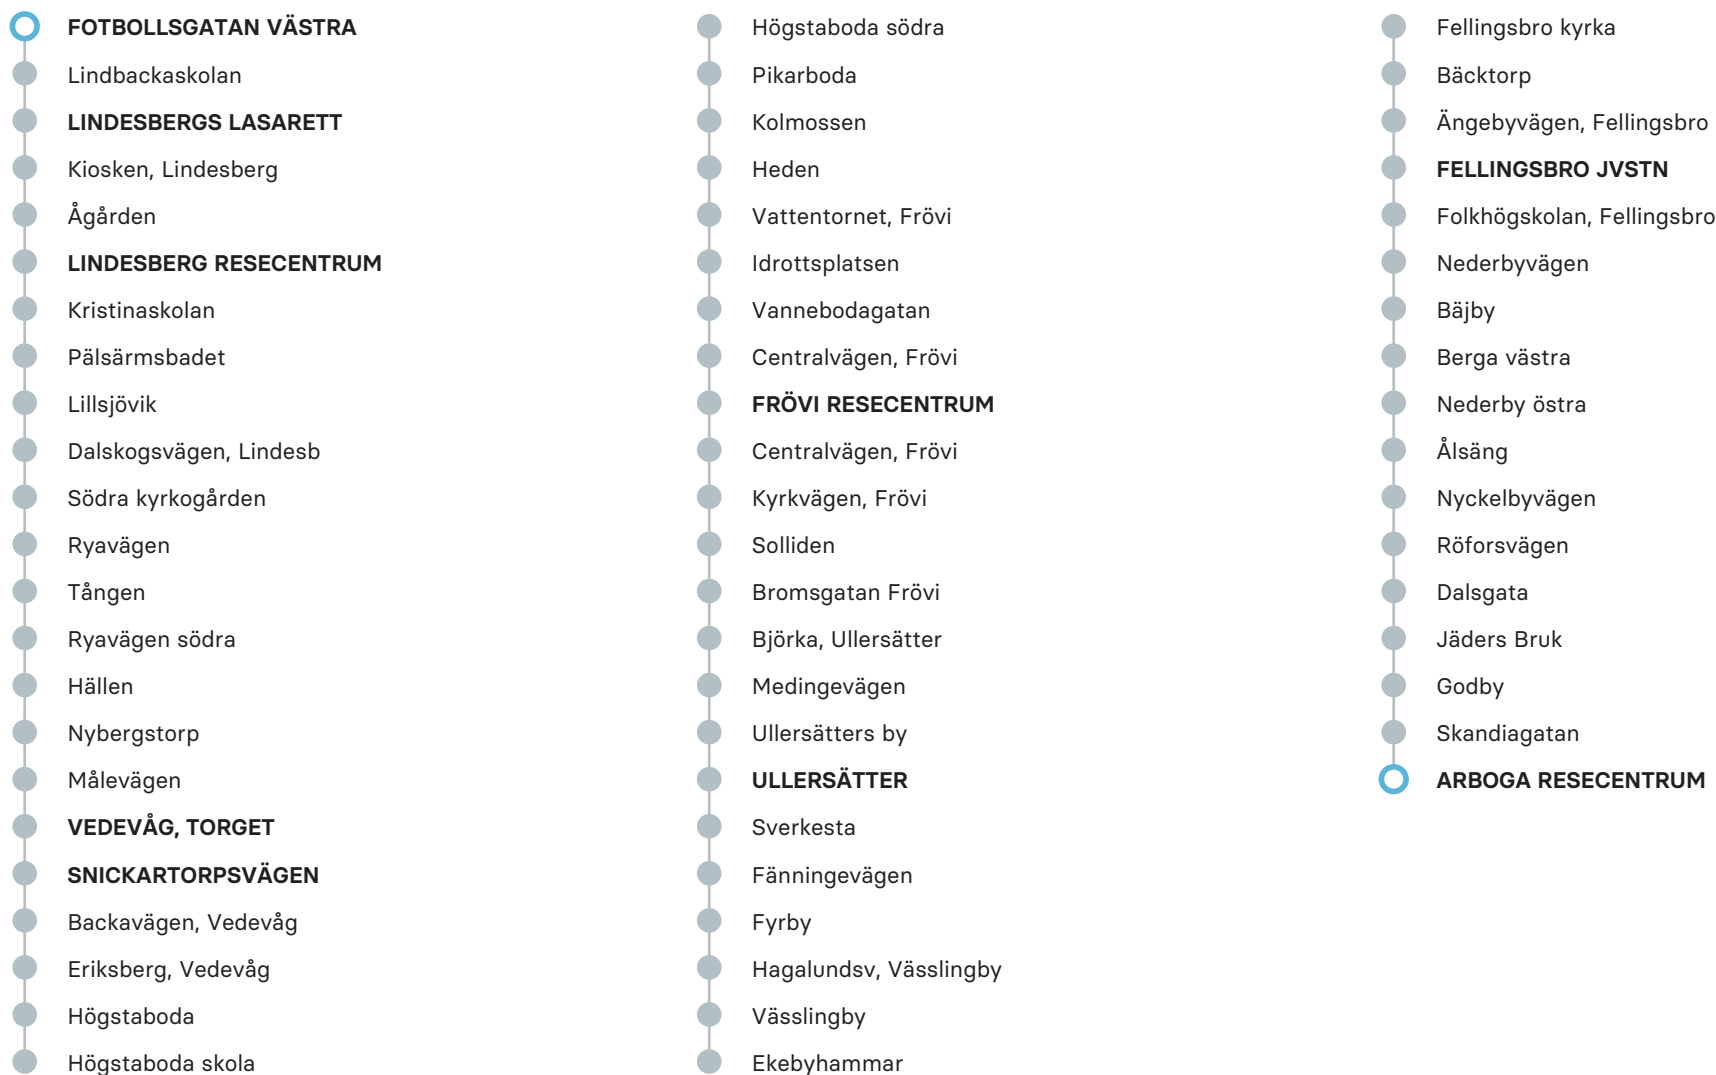 FOTBOLLSGATAN VÄSTRA
Lindbackaskolan
LINDESBERGS LASARETT
Kiosken, Lindesberg
Ågården
LINDESBERG RESECENTRUM
Kristinaskolan
Pälsärmsbadet
Lillsjövik
Dalskogsvägen, Lindesb
Södra kyrkogården
Ryavägen
Tången
Ryavägen södra
Hällen
Nybergstorp
Målevägen
VEDEVÅG, TORGET
SNICKARTORPSVÄGEN
Backavägen, Vedevåg
Eriksberg, Vedevåg
Högstaboda
Högstaboda skola
Högstaboda södra
Pikarboda
Kolmossen
Heden
Vattentornet, Frövi
Idrottsplatsen
Vannebodagatan
Centralvägen, Frövi
FRÖVI RESECENTRUM
Centralvägen, Frövi
Kyrkvägen, Frövi
Solliden
Bromsgatan Frövi
Björka, Ullersätter
Medingevägen
Ullersätters by
ULLERSÄTTER
Sverkesta
Fänningevägen
Fyrby
Hagalundsv, Vässlingby
Vässlingby
Ekebyhammar
Fellingsbro kyrka
Bäcktorp
Ängebyvägen, Fellingsbro
FELLINGSBRO JVSTN
Folkhögskolan, Fellingsbro
Nederbyvägen
Bäjby
Berga västra
Nederby östra
Ålsäng
Nyckelbyvägen
Röforsvägen
Dalsgata
Jäders Bruk
Godby
Skandiagatan
ARBOGA RESECENTRUM